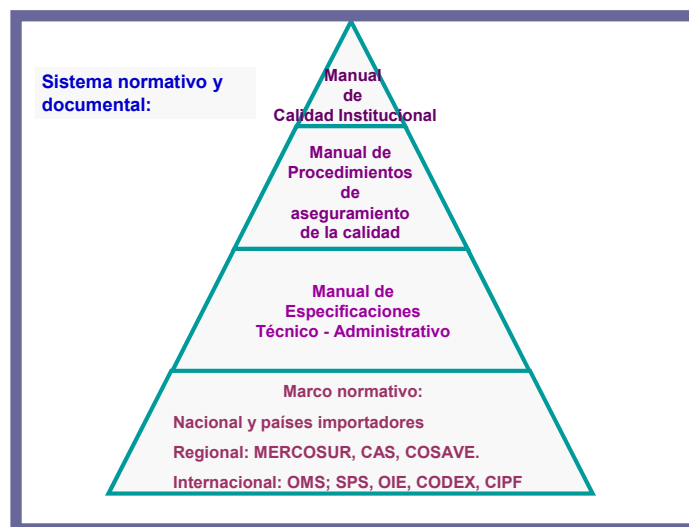 Sistema normativo y
documental:
Manual
de
Calidad Institucional
Manual de
Procedimientos
de
aseguramiento
de la calidad
Manual de
Especificaciones
Técnico - Administrativo
Marco normativo:
Nacional y países importadores
Regional: MERCOSUR, CAS, COSAVE.
Internacional: OMS; SPS, OIE, CODEX, CIPF